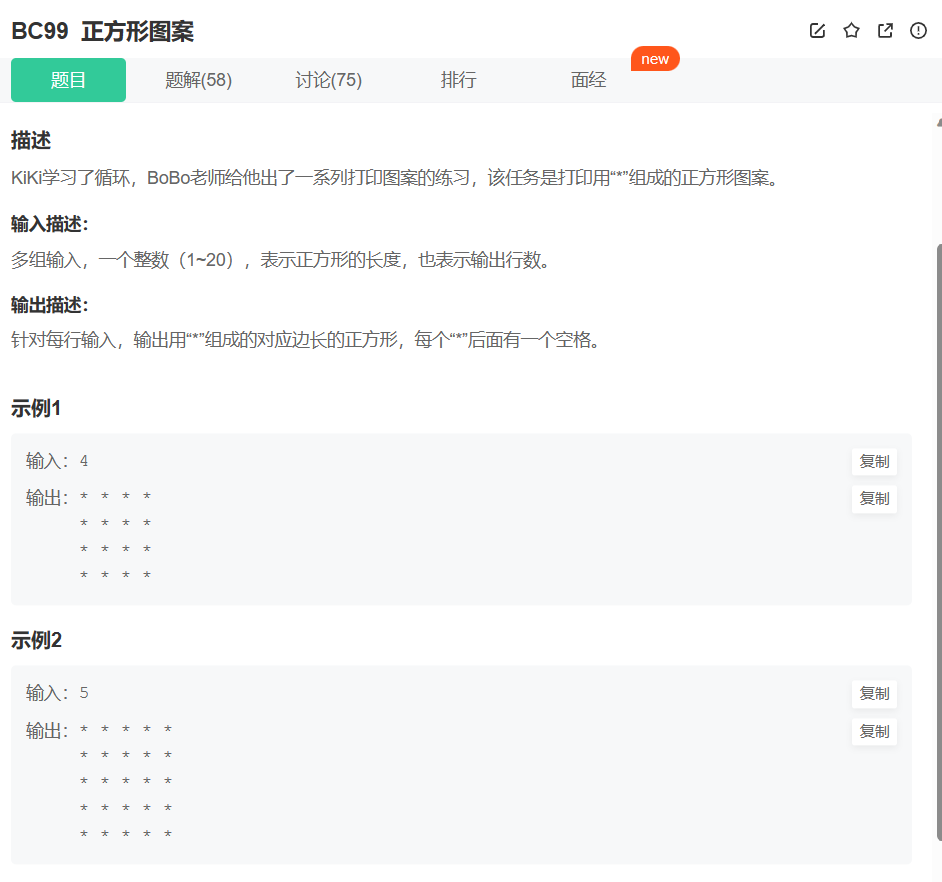 BC99 正方形图案
题目 题解(58) 讨论(75) 排行 面经 new
描述
KiKi学习了循环，BoBo老师给他出了一系列打印图案的练习，该任务是打印用“*”组成的正方形图案。
输入描述：
多组输入，一个整数（1~20），表示正方形的长度，也表示输出行数。
输出描述：
针对每行输入，输出用“*”组成的对应边长的正方形，每个“*”后面有一个空格。
示例1
输入：4 复制
输出：* * * * 复制
* * * *
* * * *
* * * *
示例2
输入：5 复制
输出：* * * * * 复制
* * * * *
* * * * *
* * * * *
* * * * *